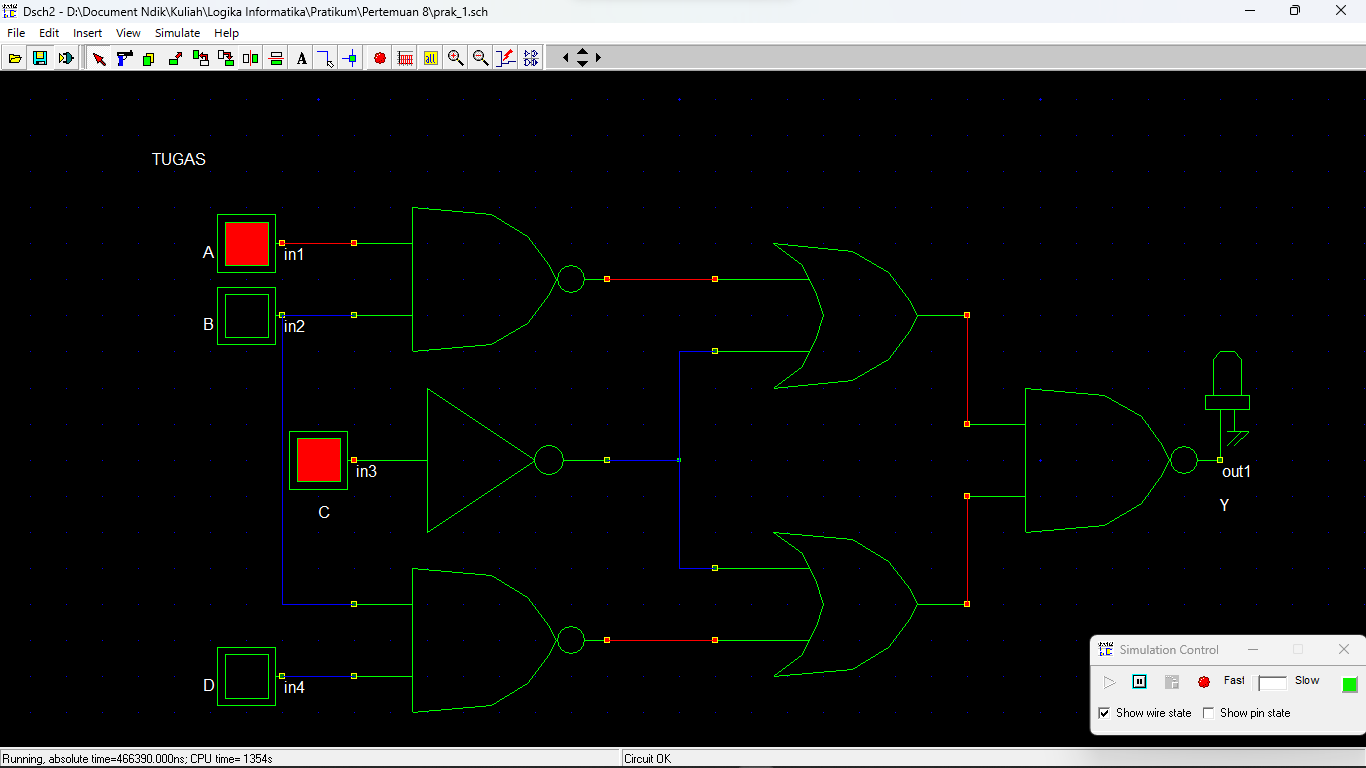 Dsch2 - D:\Document Ndik\Kuliah\Logika Informatika\Pratikum\Pertemuan 8\prak_1.sch
File Edit Insert View Simulate Help
TUGAS
A
in1
B
in2
in3
C
D
in4
out1
Y
Simulation Control
Fast Slow
Show wire state Show pin state
Running, absolute time=466390.000ns; CPU time= 1354s
Circuit OK